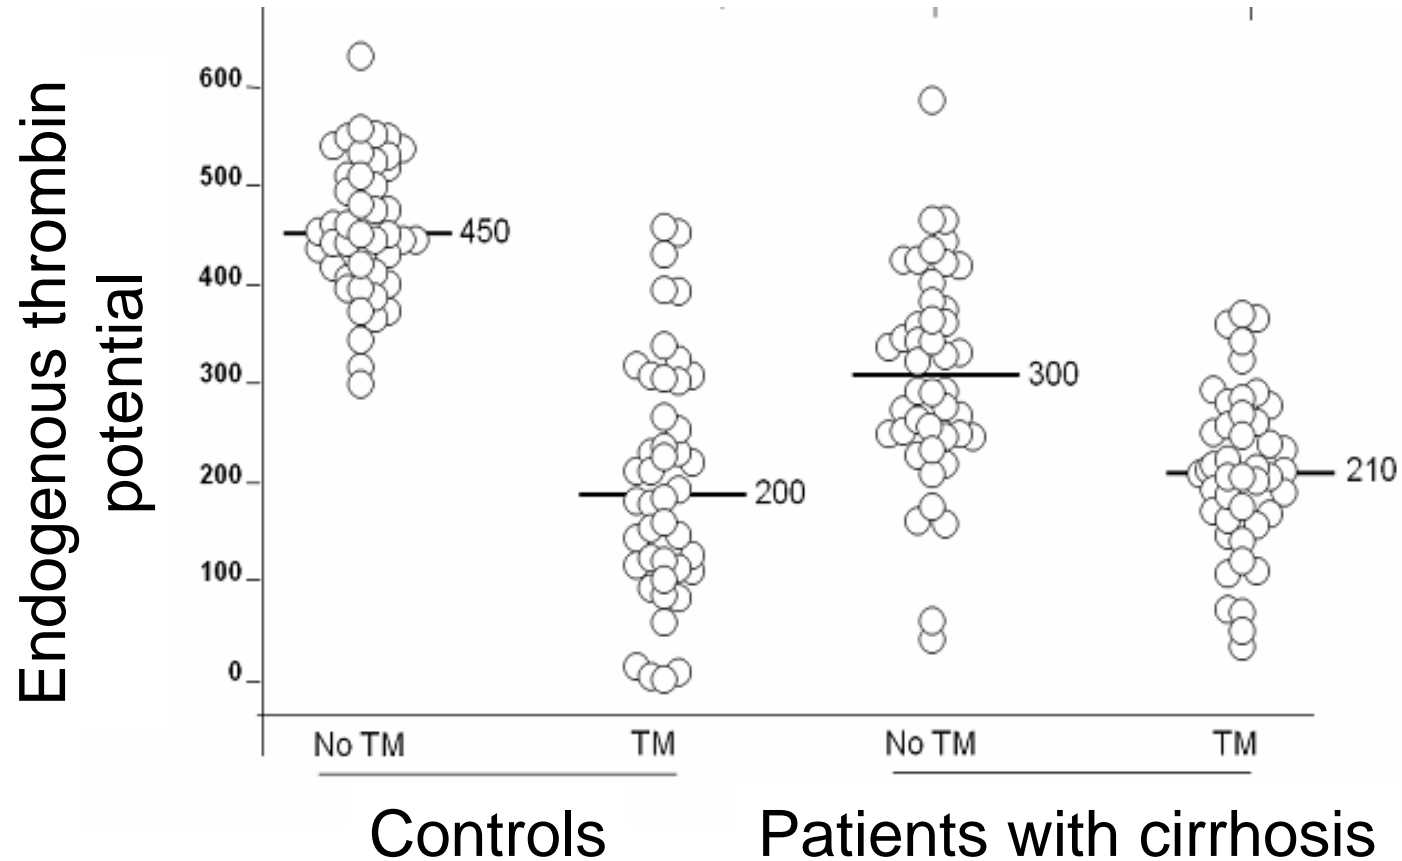 Endogenous thrombin
potential
600
500
400
300
200
100
0
450
200
300
210
No TM
TM
No TM
TM
Controls
Patients with cirrhosis